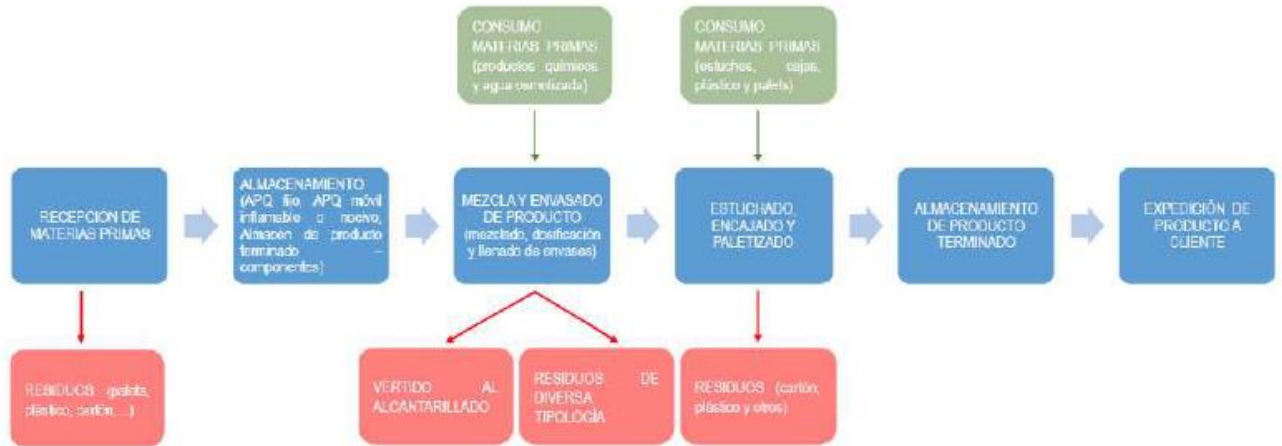 CONSUMO
MATERIAS PRIMAS
(productos químicos
y agua osmotizada)
CONSUMO
MATERIAS PRIMAS
(estuches, cajas,
plástico y palets)
RECEPCIÓN DE
MATERIAS PRIMAS
ALMACENAMIENTO
(APQ fijo, APQ móvil
inflamable o nocivo,
Almacén de producto
terminado –
componentes)
MEZCLA Y ENVASADO
DE PRODUCTO
(mezclado, dosificación
y llenado de envases)
ESTUCHADO,
ENCAJADO Y
PALETIZADO
ALMACENAMIENTO
DE PRODUCTO
TERMINADO
EXPEDICIÓN DE
PRODUCTO A
CLIENTE
RESIDUOS (palets,
plástico, cartón,...)
VERTIDO AL
ALCANTARILLADO
RESIDUOS DE
DIVERSA
TIPOLOGÍA
RESIDUOS (cartón,
plástico y otros)